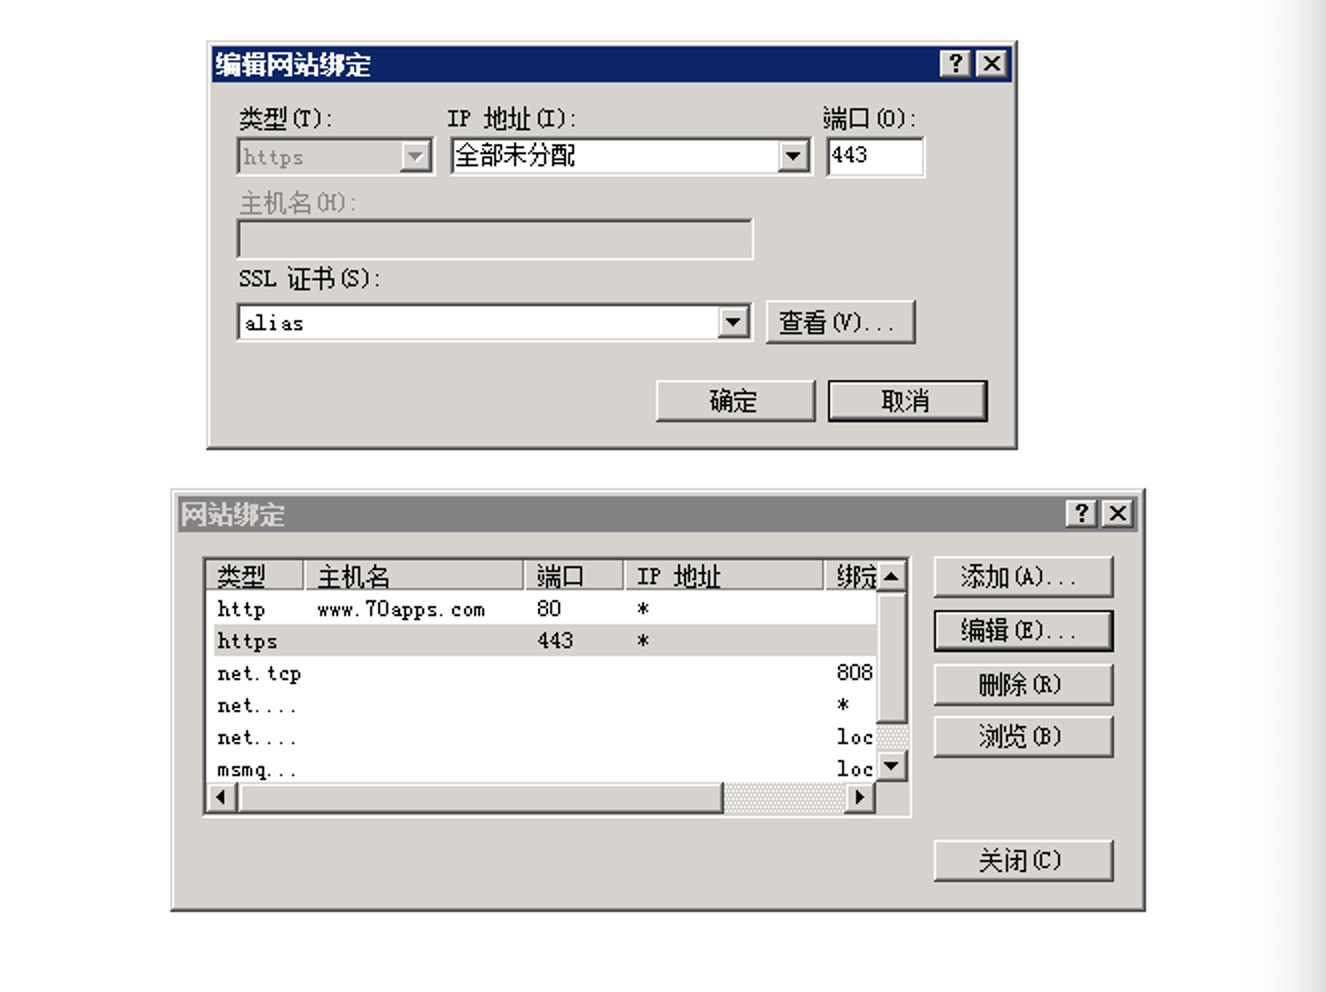 编辑网站绑定
类型(T): IP 地址(I): 端口(O):
https 全部未分配 443
主机名(H):
SSL 证书(S):
alias 查看(V)...
确定 取消
网站绑定
类型 主机名 端口 IP 地址 绑定
http www.70apps.com 80 *
https 443 *
net.tcp 808
net.... *
net.... loc
msmq... loc
添加(A)...
编辑(E)...
删除(R)
浏览(B)
关闭(C)